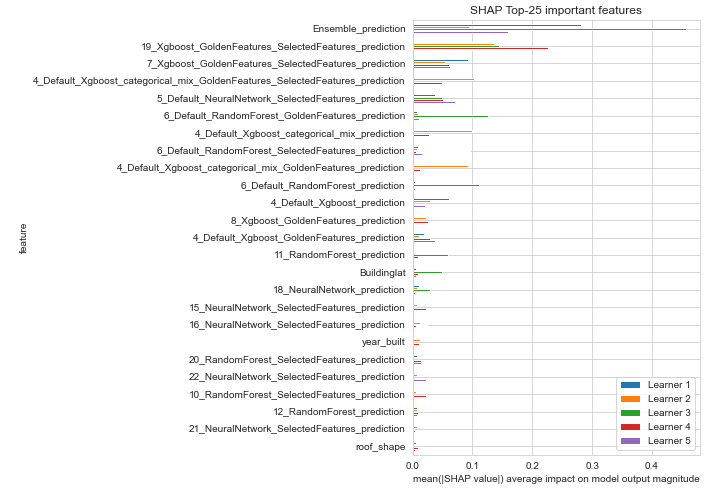 SHAP Top-25 important features
Ensemble_prediction
19_Xgboost_GoldenFeatures_SelectedFeatures_prediction
7_Xgboost_GoldenFeatures_SelectedFeatures_prediction
4_Default_Xgboost_categorical_mix_GoldenFeatures_SelectedFeatures_prediction
5_Default_NeuralNetwork_SelectedFeatures_prediction
6_Default_RandomForest_GoldenFeatures_prediction
4_Default_Xgboost_categorical_mix_prediction
6_Default_RandomForest_SelectedFeatures_prediction
4_Default_Xgboost_categorical_mix_GoldenFeatures_prediction
6_Default_RandomForest_prediction
4_Default_Xgboost_prediction
8_Xgboost_GoldenFeatures_prediction
4_Default_Xgboost_GoldenFeatures_prediction
11_RandomForest_prediction
Buildinglat
18_NeuralNetwork_prediction
15_NeuralNetwork_SelectedFeatures_prediction
16_NeuralNetwork_SelectedFeatures_prediction
year_built
20_RandomForest_SelectedFeatures_prediction
22_NeuralNetwork_SelectedFeatures_prediction
10_RandomForest_SelectedFeatures_prediction
12_RandomForest_prediction
21_NeuralNetwork_SelectedFeatures_prediction
roof_shape
feature
Learner 1
Learner 2
Learner 3
Learner 4
Learner 5
0.0 0.1 0.2 0.3 0.4
mean(|SHAP value|) average impact on model output magnitude